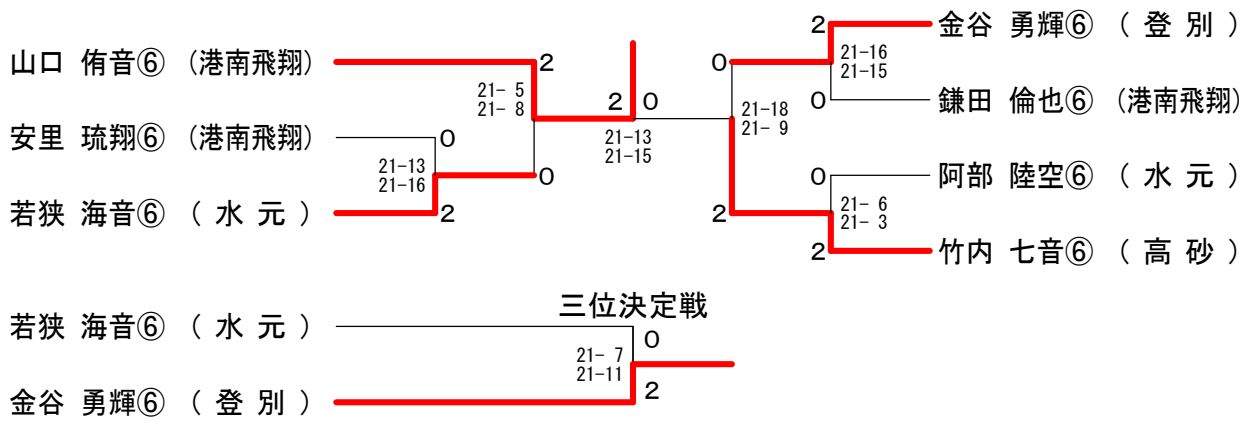 山口 侑音⑥ (港南飛翔)
2
21- 5
21- 8
安里 琉翔⑥ (港南飛翔)
0
21-13
21-16
0
若狭 海音⑥ ( 水 元 )
2
2 0
21-13
21-15
金谷 勇輝⑥ ( 登 別 )
2
21-16
21-15
0
鎌田 倫也⑥ (港南飛翔)
0
21-18
21- 9
阿部 陸空⑥ ( 水 元 )
0
21- 6
21- 3
2
竹内 七音⑥ ( 高 砂 )
2
三位決定戦
若狭 海音⑥ ( 水 元 )
0
21- 7
21-11
金谷 勇輝⑥ ( 登 別 )
2